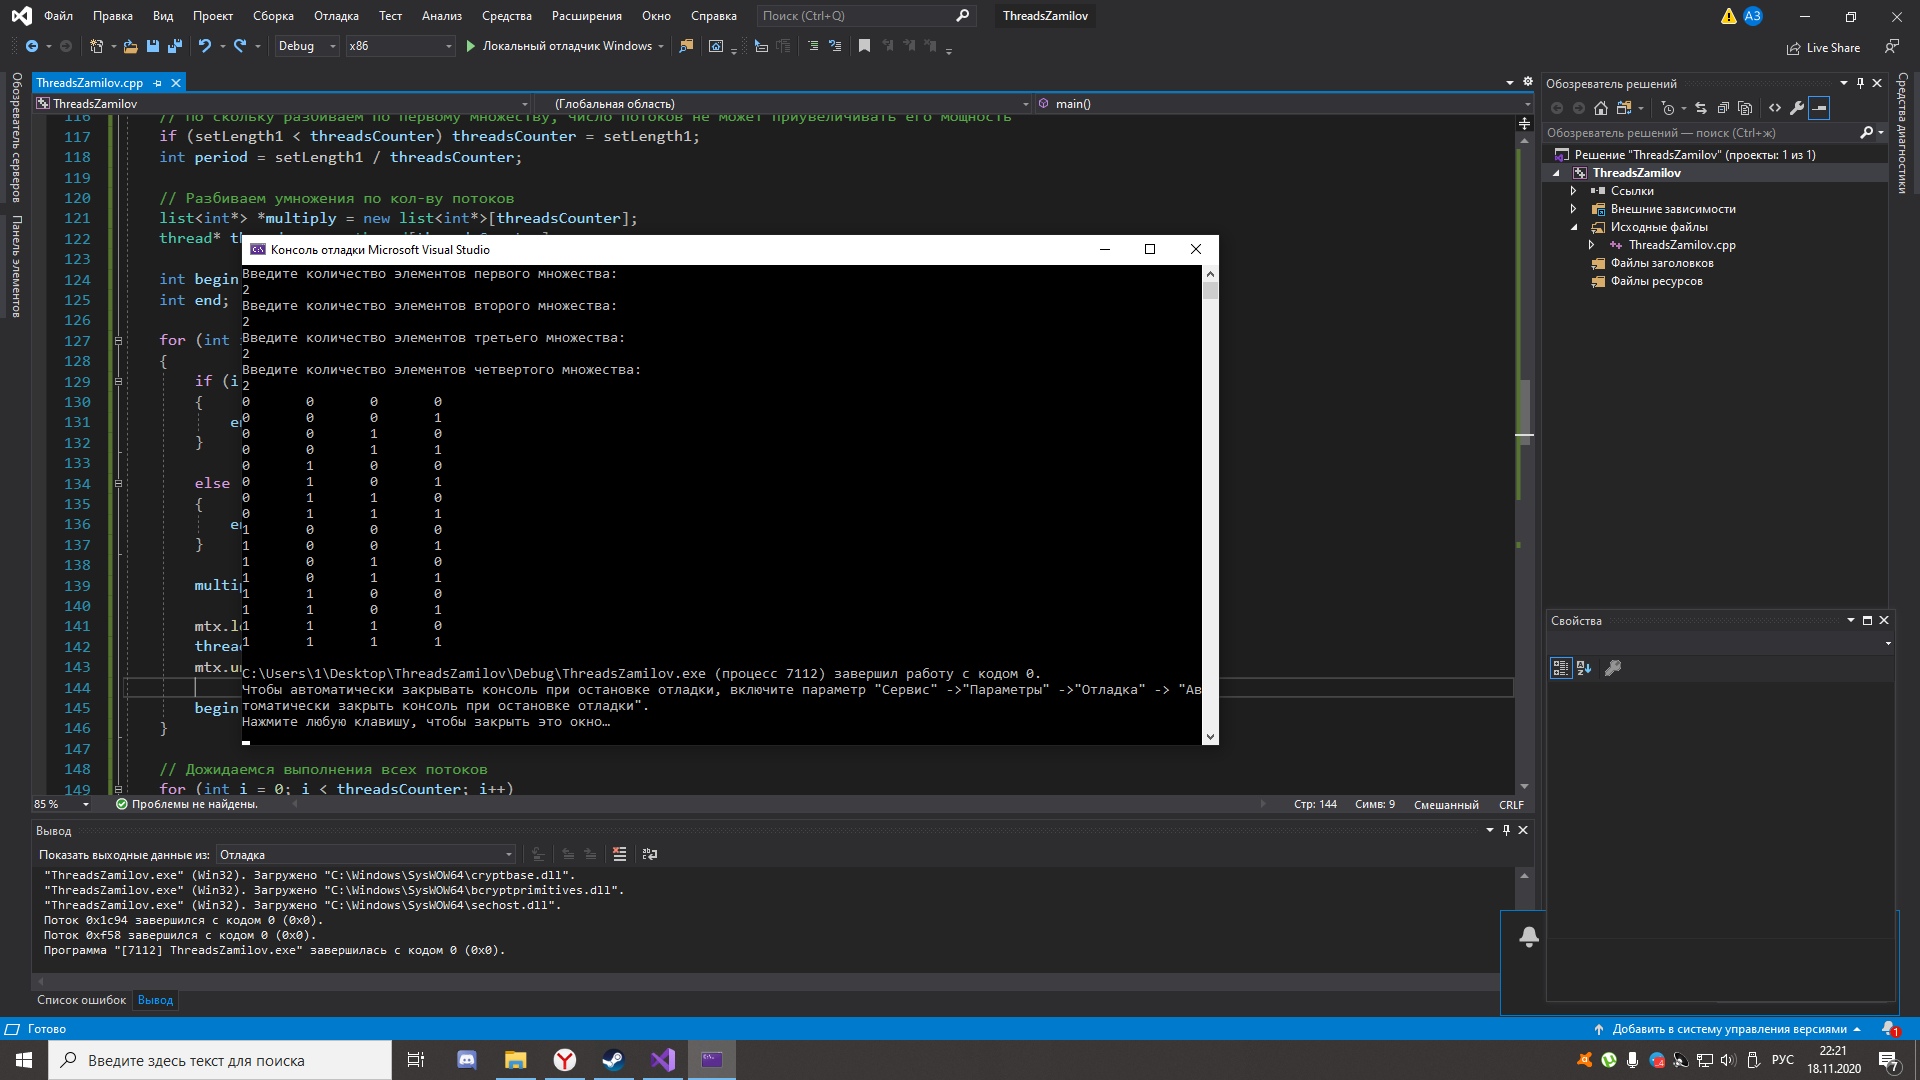 Файл Правка Вид Проект Сборка Отладка Тест Анализ Средства Расширения Окно Справка Поиск (Ctrl+Q) ThreadsZamilov АЗ
Debug x86 Локальный отладчик Windows Live Share
Обозреватель серверов
Панель элементов
ThreadsZamilov.cpp
ThreadsZamilov (Глобальная область) main()
116 // По скольку разбиваем по первому множеству, число потоков не может приувеличивать его мощность
117 if (setLength1 < threadsCounter) threadsCounter = setLength1;
118 int period = setLength1 / threadsCounter;
119
120 // Разбиваем умножения по кол-ву потоков
121 list<int*> *multiply = new list<int*>[threadsCounter];
122 thread*
123
124 int begin
125 int end;
126
127 for (int
128 {
129 if (i
130 {
131
132 }
133
134 else
135 {
136
137 }
138
139
140
141
142
143
144
145 begin
146 }
147
148 // Дожидаемся выполнения всех потоков
149 for (int i = 0; i < threadsCounter; i++)
Консоль отладки Microsoft Visual Studio
Введите количество элементов первого множества:
2
Введите количество элементов второго множества:
2
Введите количество элементов третьего множества:
2
Введите количество элементов четвертого множества:
2
0 0 0 0
0 0 0 1
0 0 1 0
0 0 1 1
0 1 0 0
0 1 0 1
0 1 1 0
0 1 1 1
1 0 0 0
1 0 0 1
1 0 1 0
1 0 1 1
1 1 0 0
1 1 0 1
1 1 1 0
1 1 1 1
C:\Users\1\Desktop\ThreadsZamilov\Debug\ThreadsZamilov.exe (процесс 7112) завершил работу с кодом 0.
Чтобы автоматически закрывать консоль при остановке отладки, включите параметр "Сервис" ->"Параметры" ->"Отладка" -> "Ав
томатически закрыть консоль при остановке отладки".
Нажмите любую клавишу, чтобы закрыть это окно…
85 % Проблемы не найдены. Стр: 144 Симв: 9 Смешанный CRLF
Вывод
Показать выходные данные из: Отладка
"ThreadsZamilov.exe" (Win32). Загружено "C:\Windows\SysWOW64\cryptbase.dll".
"ThreadsZamilov.exe" (Win32). Загружено "C:\Windows\SysWOW64\bcryptprimitives.dll".
"ThreadsZamilov.exe" (Win32). Загружено "C:\Windows\SysWOW64\sechost.dll".
Поток 0x1c94 завершился с кодом 0 (0x0).
Поток 0xf58 завершился с кодом 0 (0x0).
Программа "[7112] ThreadsZamilov.exe" завершилась с кодом 0 (0x0).
Список ошибок Вывод
Обозреватель решений
Обозреватель решений — поиск (Ctrl+ж)
Решение "ThreadsZamilov" (проекты: 1 из 1)
ThreadsZamilov
Ссылки
Внешние зависимости
Исходные файлы
ThreadsZamilov.cpp
Файлы заголовков
Файлы ресурсов
Средства диагностики
Свойства
Готово Добавить в систему управления версиями 1
Введите здесь текст для поиска
РУС 22:21
18.11.2020
7